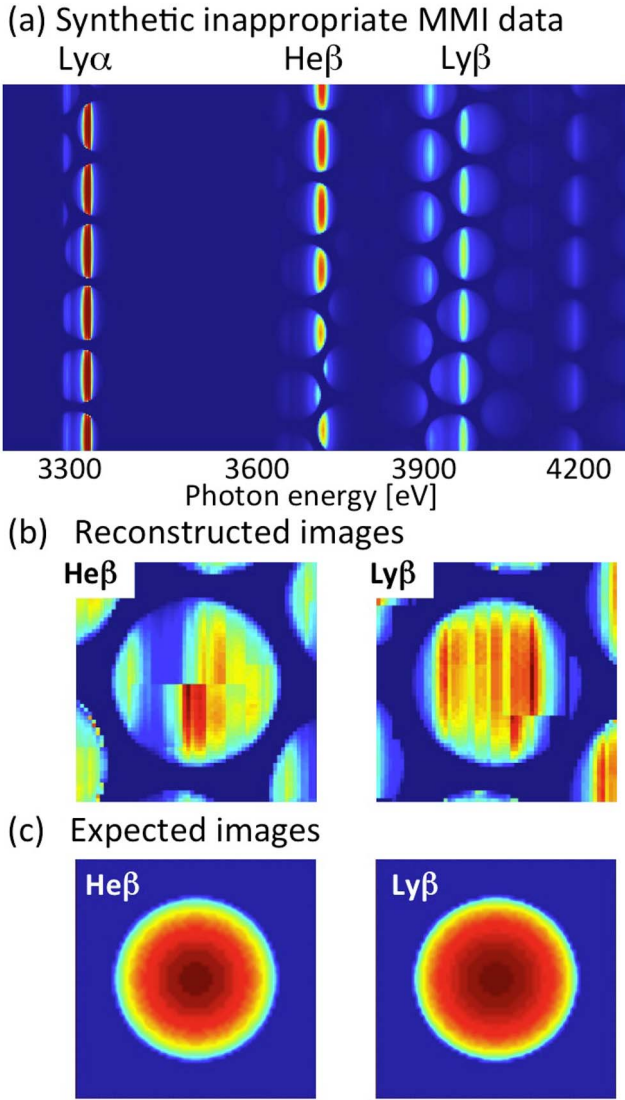 (a) Synthetic inappropriate MMI data
Lyα Heβ Lyβ
3300 3600 3900 4200
Photon energy [eV]
(b) Reconstructed images
Heβ Lyβ
(c) Expected images
Heβ Lyβ